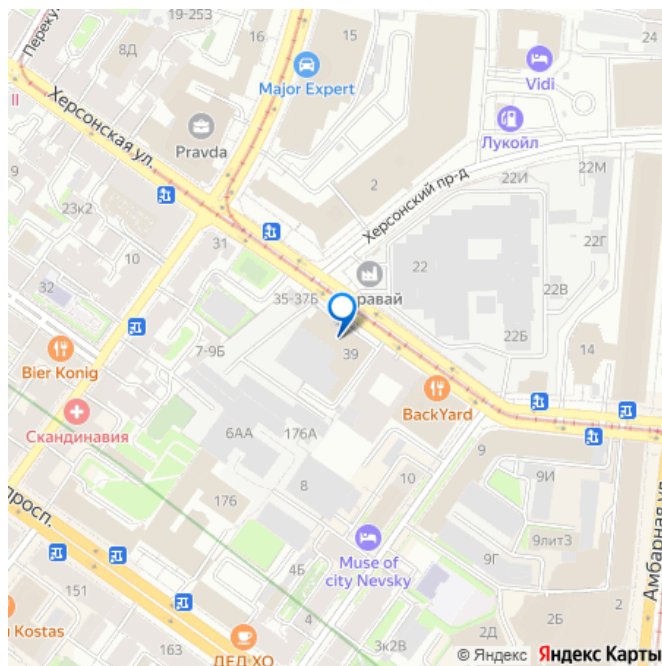 19-253
Переку
16
15
8Д
Major Expert
Vidi
II
Херсонская ул.
Pravda
Лукойл
22М
22И
9
2
Херсонский пр-д
23к2
22Г
31
10
22
32
35-37Б
равай
22В
22Б
7-9Б
39
14
Bier Konig
BackYard
Скандинавия
6АА
176А
9
8
10
9И
просп.
176
9лит3
Muse of
city Nevsky
9Г
4Б
Амбарная ул.
151
Kostas
4
2
2Б
2Д
3к2В
ДЕД ХО
© Яндекс Яндекс Карты